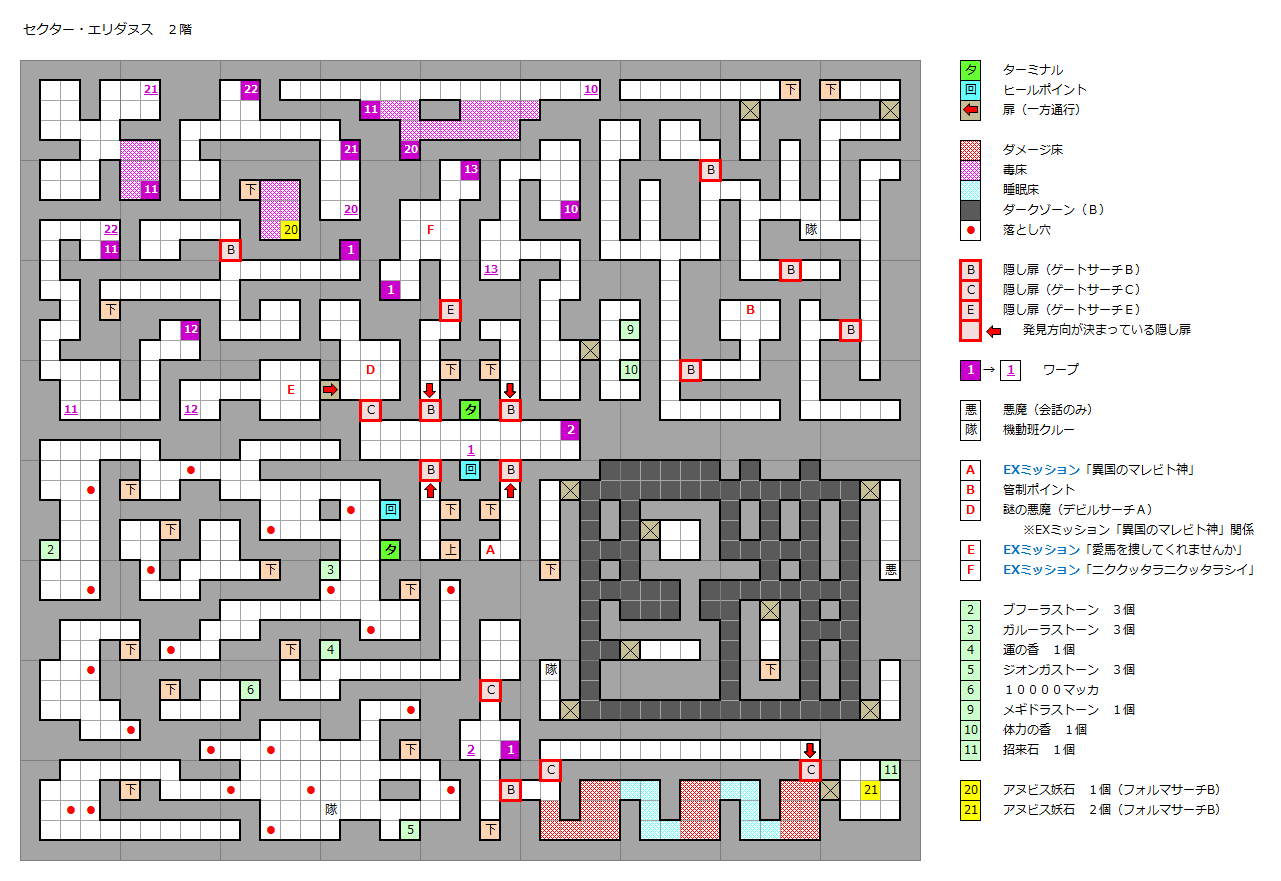 セクター・エリダヌス　２階
21 22 10 下 下
11
21 20
13 B
11 下
20 10
22 20 F 隊
11 B 1
13 B
1
下 E B
12 9 B
D 下 下 10 B
E
11 12 C B タ B
2
1
B 回 B
下
回 下 下
下
2 タ 上 A
下 3 下 悪
下
下 下 4
隊 下
下 6 C
下 2 1
C C 11
下 B 21
隊
5 下
タ ターミナル
回 ヒールポイント
扉（一方通行）
ダメージ床
毒床
睡眠床
ダークゾーン（Ｂ）
落とし穴
B 隠し扉（ゲートサーチＢ）
C 隠し扉（ゲートサーチＣ）
E 隠し扉（ゲートサーチＥ）
発見方向が決まっている隠し扉
1 → 1 ワープ
悪 悪魔（会話のみ）
隊 機動班クルー
A EXミッション「異国のマレビト神」
B 管制ポイント
D 謎の悪魔（デビルサーチＡ）
※EXミッション「異国のマレビト神」関係
E EXミッション「愛馬を捜してくれませんか」
F EXミッション「ニククッタラニクッタラシイ」
2 ブフーラストーン　３個
3 ガルーラストーン　３個
4 運の香　１個
5 ジオンガストーン　３個
6 １００００マッカ
9 メギドラストーン　１個
10 体力の香　１個
11 招来石　１個
20 アヌビス妖石　１個（フォルマサーチB）
21 アヌビス妖石　２個（フォルマサーチB）